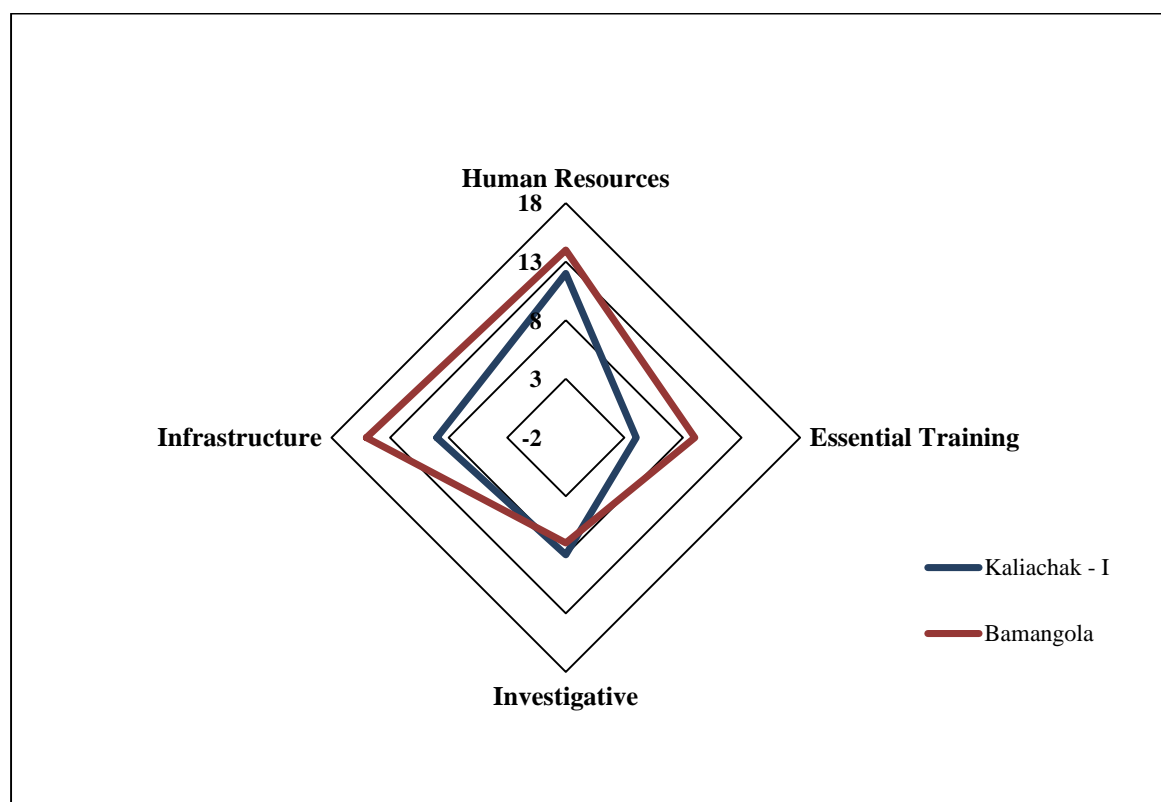 Human Resources
18
13
8
3
-2
Infrastructure
Essential Training
Investigative
Kaliachak - I
Bamangola